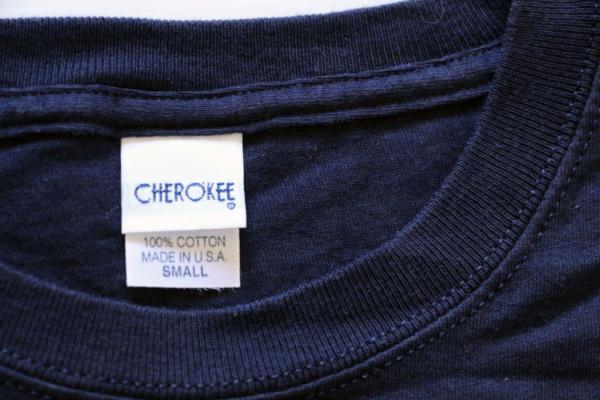 CHEROKEE
100% COTTON
MADE IN U.S.A.
SMALL